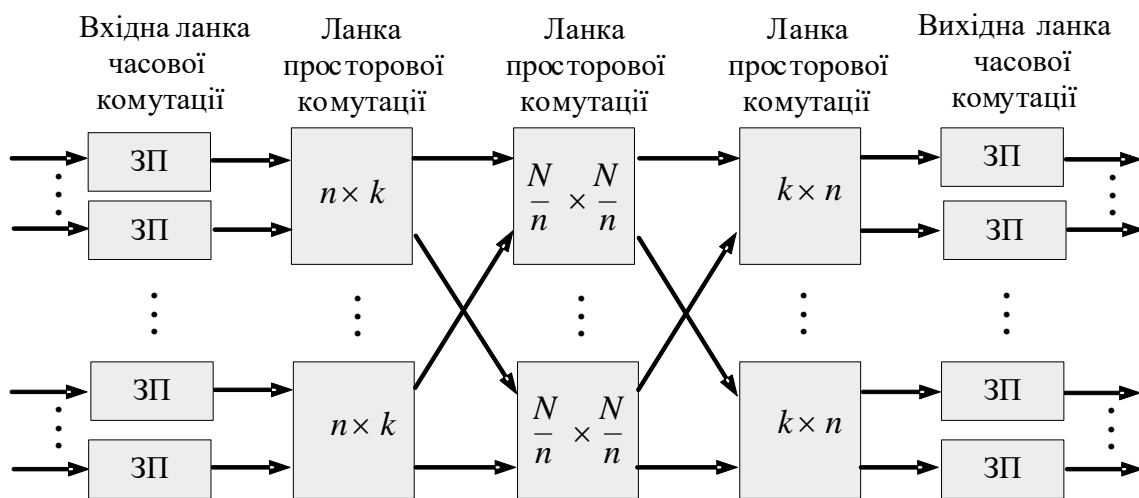 Вхідна ланка
часової
комутації
Ланка
просторової
комутації
Ланка
просторової
комутації
Ланка
просторової
комутації
Вихідна ланка
часової
комутації
ЗП
ЗП
n × k
N/n × N/n
k × n
ЗП
ЗП
ЗП
ЗП
n × k
N/n × N/n
k × n
ЗП
ЗП